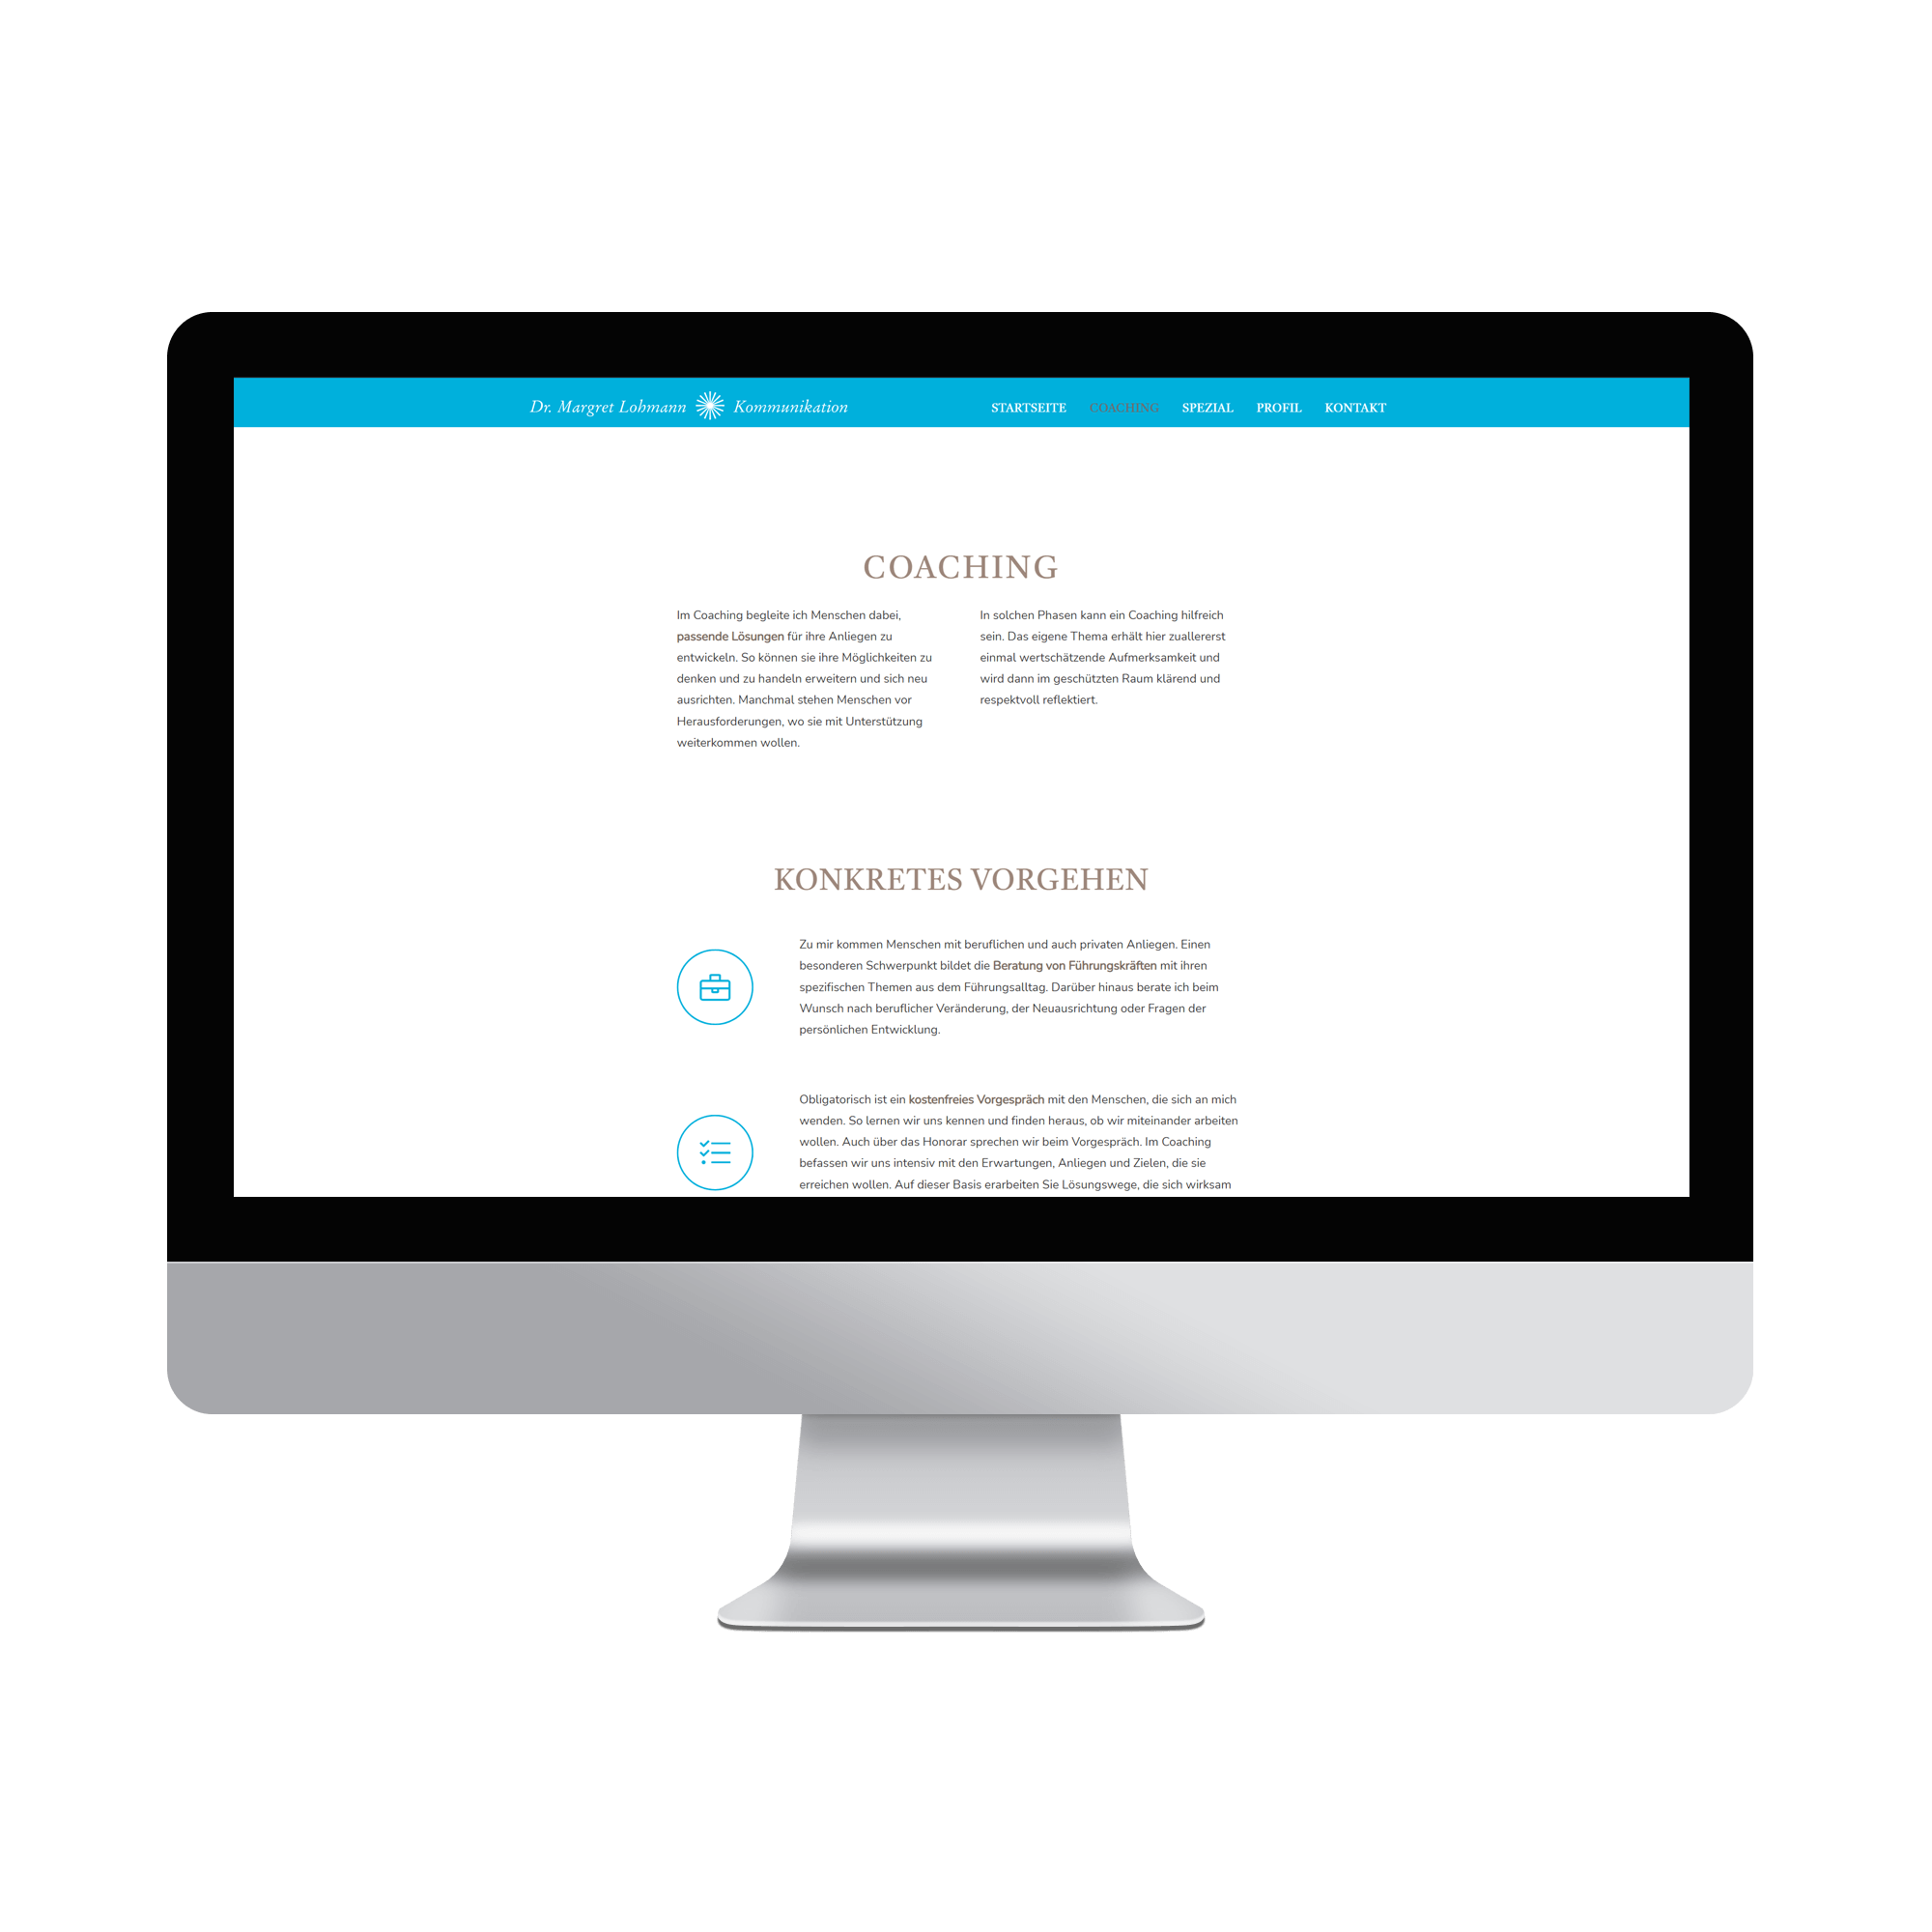 Dr. Margret Lohmann Kommunikation
STARTSEITE COACHING SPEZIAL PROFIL KONTAKT
COACHING
Im Coaching begleite ich Menschen dabei,
passende Lösungen für ihre Anliegen zu
entwickeln. So können sie ihre Möglichkeiten zu
denken und zu handeln erweitern und sich neu
ausrichten. Manchmal stehen Menschen vor
Herausforderungen, wo sie mit Unterstützung
weiterkommen wollen.
In solchen Phasen kann ein Coaching hilfreich
sein. Das eigene Thema erhält hier zuallererst
einmal wertschätzende Aufmerksamkeit und
wird dann im geschützten Raum klärend und
respektvoll reflektiert.
KONKRETES VORGEHEN
Zu mir kommen Menschen mit beruflichen und auch privaten Anliegen. Einen
besonderen Schwerpunkt bildet die Beratung von Führungskräften mit ihren
spezifischen Themen aus dem Führungsalltag. Darüber hinaus berate ich beim
Wunsch nach beruflicher Veränderung, der Neuausrichtung oder Fragen der
persönlichen Entwicklung.
Obligatorisch ist ein kostenfreies Vorgespräch mit den Menschen, die sich an mich
wenden. So lernen wir uns kennen und finden heraus, ob wir miteinander arbeiten
wollen. Auch über das Honorar sprechen wir beim Vorgespräch. Im Coaching
befassen wir uns intensiv mit den Erwartungen, Anliegen und Zielen, die sie
erreichen wollen. Auf dieser Basis erarbeiten Sie Lösungswege, die sich wirksam